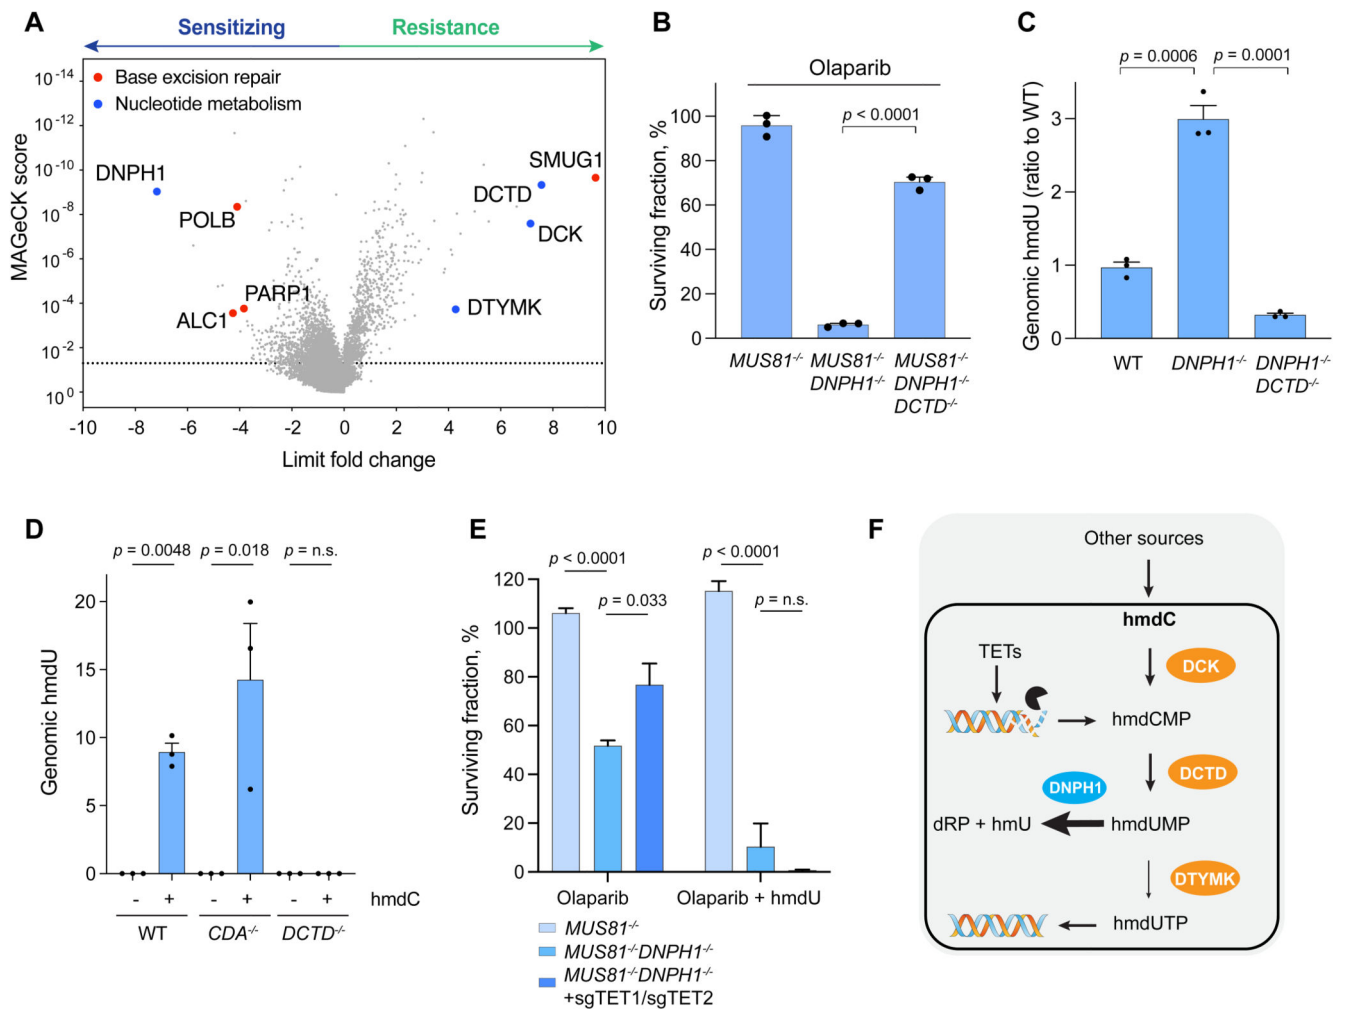 A
Sensitizing
Resistance
MAGeCK score
10⁻¹⁴
10⁻¹²
10⁻¹⁰
10⁻⁸
10⁻⁶
10⁻⁴
10⁻²
10⁰
Base excision repair
Nucleotide metabolism
DNPH1
POLB
ALC1
PARP1
SMUG1
DCTD
DCK
DTYMK
-10 -8 -6 -4 -2 0 2 4 6 8 10
Limit fold change
B
Olaparib
p < 0.0001
Surviving fraction, %
100
80
60
40
20
0
MUS81⁻/⁻
MUS81⁻/⁻
DNPH1⁻/⁻
MUS81⁻/⁻
DNPH1⁻/⁻
DCTD⁻/⁻
C
p = 0.0006
p = 0.0001
Genomic hmdU (ratio to WT)
3
2
1
0
WT
DNPH1⁻/⁻
DNPH1⁻/⁻
DCTD⁻/⁻
D
p = 0.0048
p = 0.018
p = n.s.
Genomic hmdU
20
15
10
5
0
- + - + - + hmdC
WT
CDA⁻/⁻
DCTD⁻/⁻
E
p < 0.0001
p = 0.033
p < 0.0001
p = n.s.
Surviving fraction, %
120
100
80
60
40
20
0
Olaparib
Olaparib + hmdU
MUS81⁻/⁻
MUS81⁻/⁻DNPH1⁻/⁻
MUS81⁻/⁻DNPH1⁻/⁻
+sgTET1/sgTET2
F
Other sources
hmdC
TETs
DCK
hmdCMP
DCTD
DNPH1
dRP + hmU
hmdUMP
DTYMK
hmdUTP